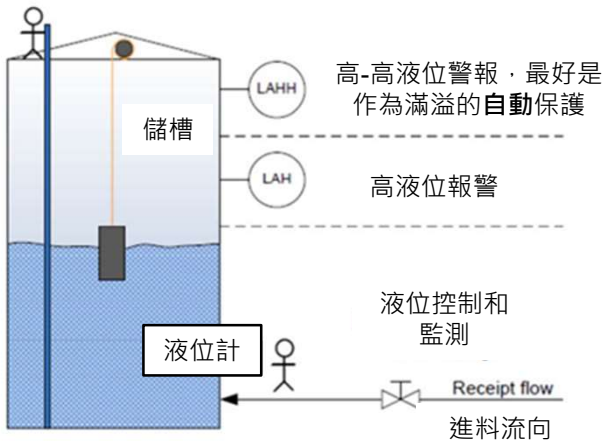 LAHH
高-高液位警報，最好是
作為滿溢的自動保護
儲槽
LAH
高液位報警
液位控制和
監測
液位計
Receipt flow
進料流向